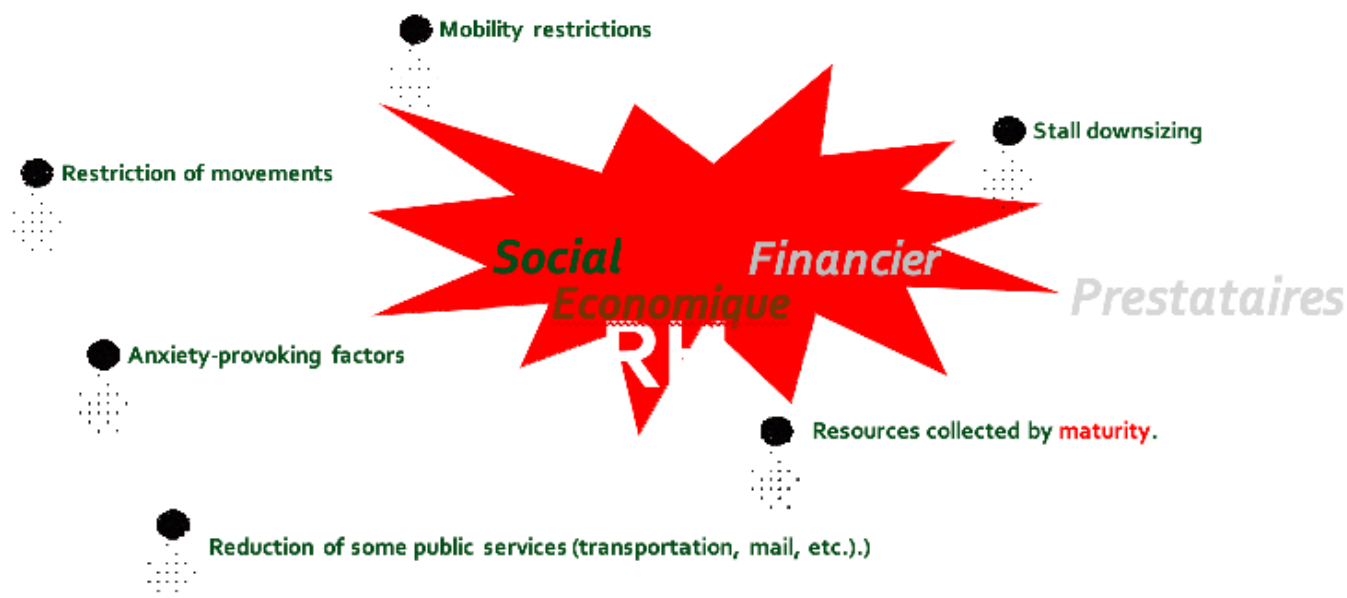 Mobility restrictions
Stall downsizing
Restriction of movements
Social
Financier
Economique
Prestataires
RH
Anxiety-provoking factors
Resources collected by maturity.
Reduction of some public services (transportation, mail, etc.).)